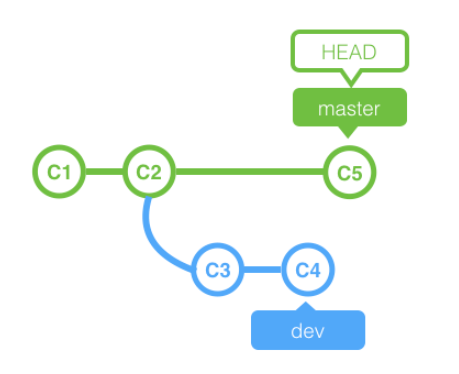 HEAD
master
C1 C2 C5
C3 C4
dev